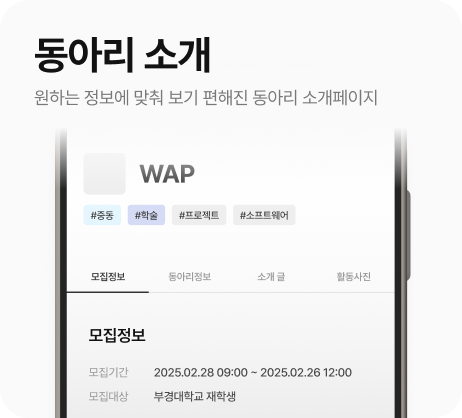 동아리 소개
원하는 정보에 맞춰 보기 편해진 동아리 소개페이지
WAP
#중동 #학술 #프로젝트 #소프트웨어
모집정보 동아리정보 소개 글 활동사진
모집정보
모집기간 2025.02.28 09:00 ~ 2025.02.26 12:00
모집대상 부경대학교 재학생